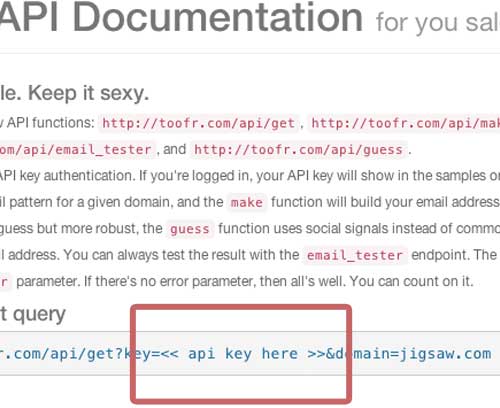 API Documentation for you sal
le. Keep it sexy.
w API functions: http://toofr.com/api/get , http://toofr.com/api/mak
com/api/email_tester , and http://toofr.com/api/guess .
API key authentication. If you're logged in, your API key will show in the samples on
il pattern for a given domain, and the make function will build your email address
guess but more robust, the guess function uses social signals instead of commo
il address. You can always test the result with the email_tester endpoint. The
r parameter. If there's no error parameter, then all's well. You can count on it.
t query
r.com/api/get?key=<< api key here >>&domain=jigsaw.com